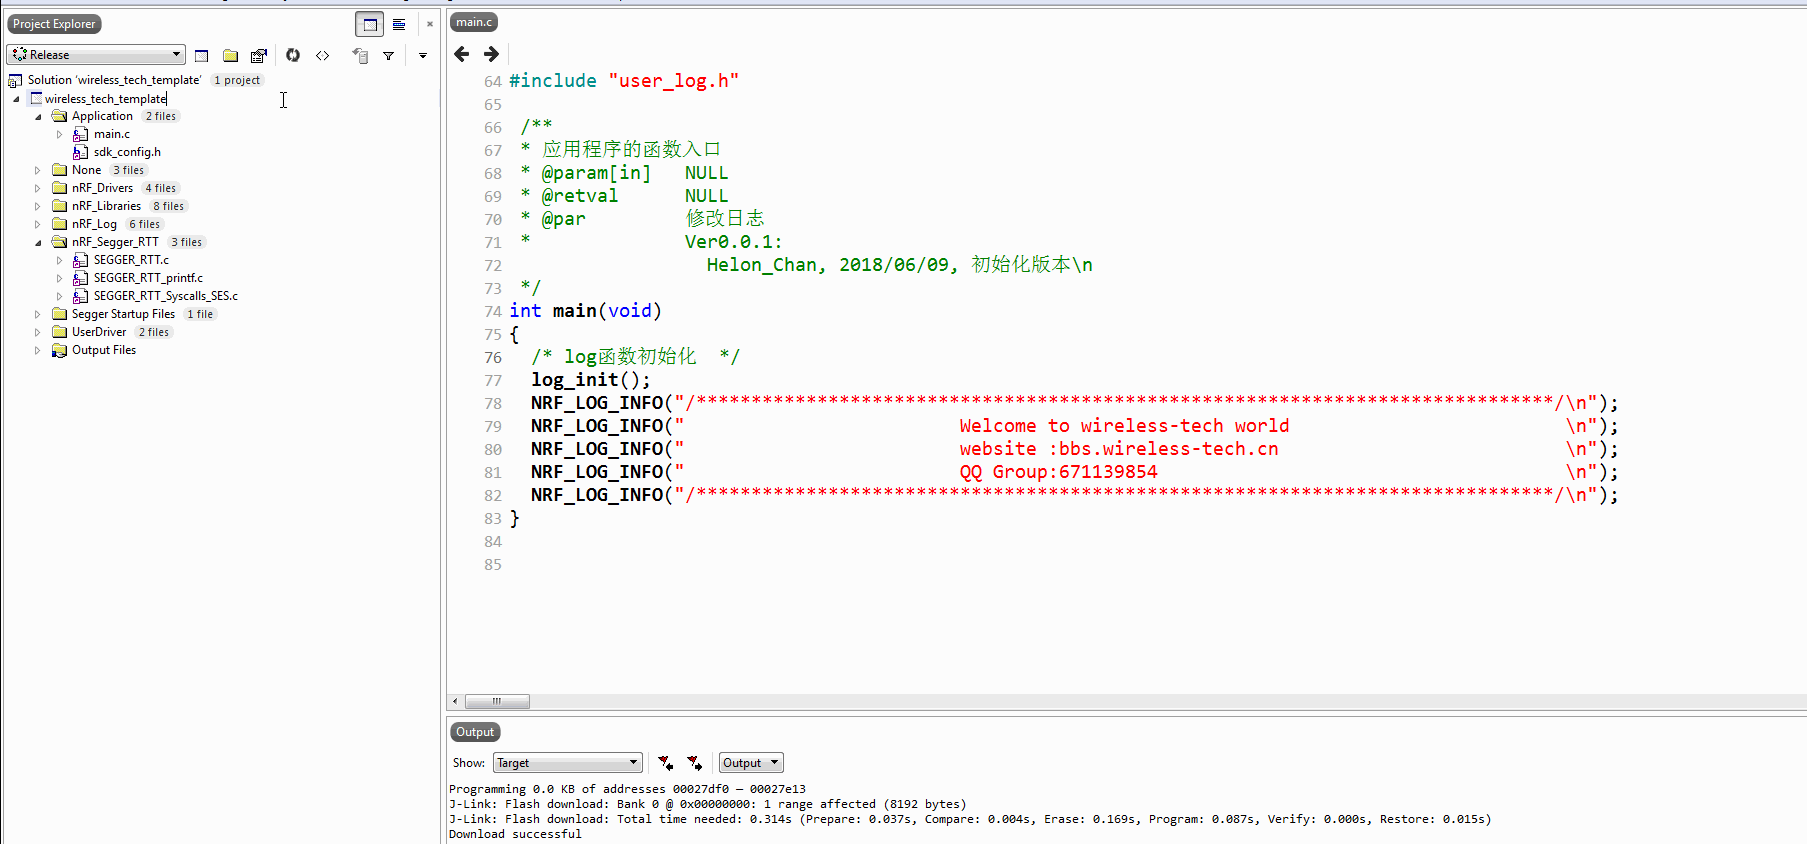 Project Explorer
Release
Solution 'wireless_tech_template' 1 project
wireless_tech_template
Application 2 files
main.c
sdk_config.h
None 3 files
nRF_Drivers 4 files
nRF_Libraries 8 files
nRF_Log 6 files
nRF_Segger_RTT 3 files
SEGGER_RTT.c
SEGGER_RTT_printf.c
SEGGER_RTT_Syscalls_SES.c
Segger Startup Files 1 file
UserDriver 2 files
Output Files
main.c
64 #include "user_log.h"
65
66 /**
67 * 应用程序的函数入口
68 * @param[in] NULL
69 * @retval NULL
70 * @par 修改日志
71 * Ver0.0.1:
72 Helon_Chan, 2018/06/09, 初始化版本\n
73 */
74 int main(void)
75 {
76 /* log函数初始化 */
77 log_init();
78 NRF_LOG_INFO("/******************************************************************************/\n");
79 NRF_LOG_INFO(" Welcome to wireless-tech world \n");
80 NRF_LOG_INFO(" website :bbs.wireless-tech.cn \n");
81 NRF_LOG_INFO(" QQ Group:671139854 \n");
82 NRF_LOG_INFO("/******************************************************************************/\n");
83 }
84
85
Output
Show: Target Output
Programming 0.0 KB of addresses 00027df0 — 00027e13
J-Link: Flash download: Bank 0 @ 0x00000000: 1 range affected (8192 bytes)
J-Link: Flash download: Total time needed: 0.314s (Prepare: 0.037s, Compare: 0.004s, Erase: 0.169s, Program: 0.087s, Verify: 0.000s, Restore: 0.015s)
Download successful